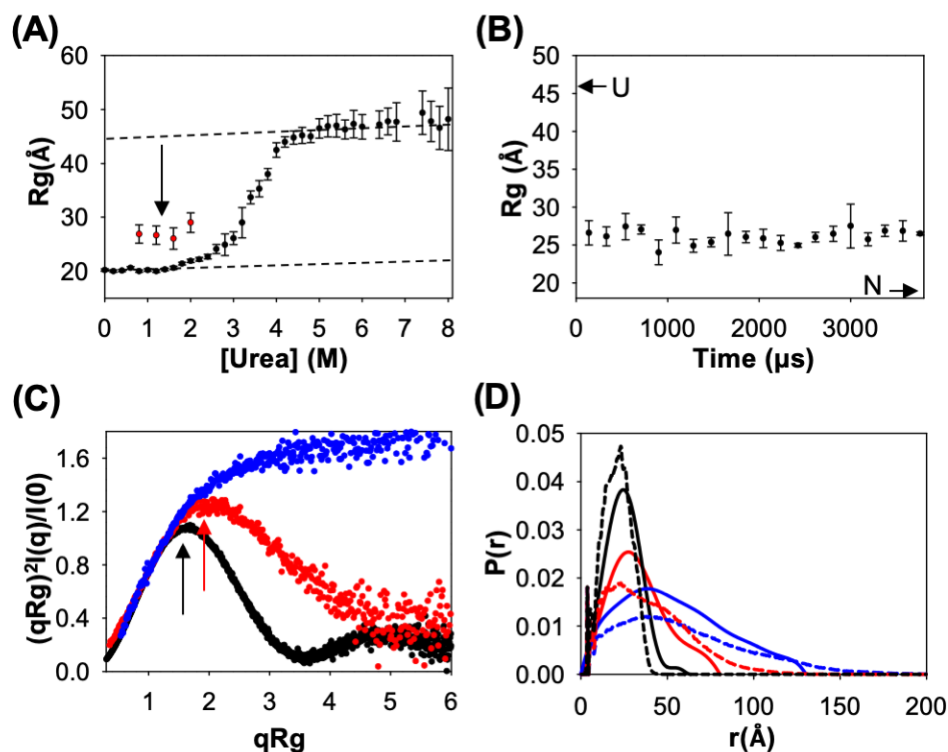 (A)
60
50
40
30
20
Rg(Å)
0 1 2 3 4 5 6 7 8
[Urea] (M)
(B)
50
45
40
35
30
25
20
Rg (Å)
U
N
0 1000 2000 3000
Time (µs)
(C)
1.6
1.2
0.8
0.4
0.0
(qRg)²I(q)/I(0)
1 2 3 4 5 6
qRg
(D)
0.05
0.04
0.03
0.02
0.01
0.00
P(r)
0 50 100 150 200
r(Å)